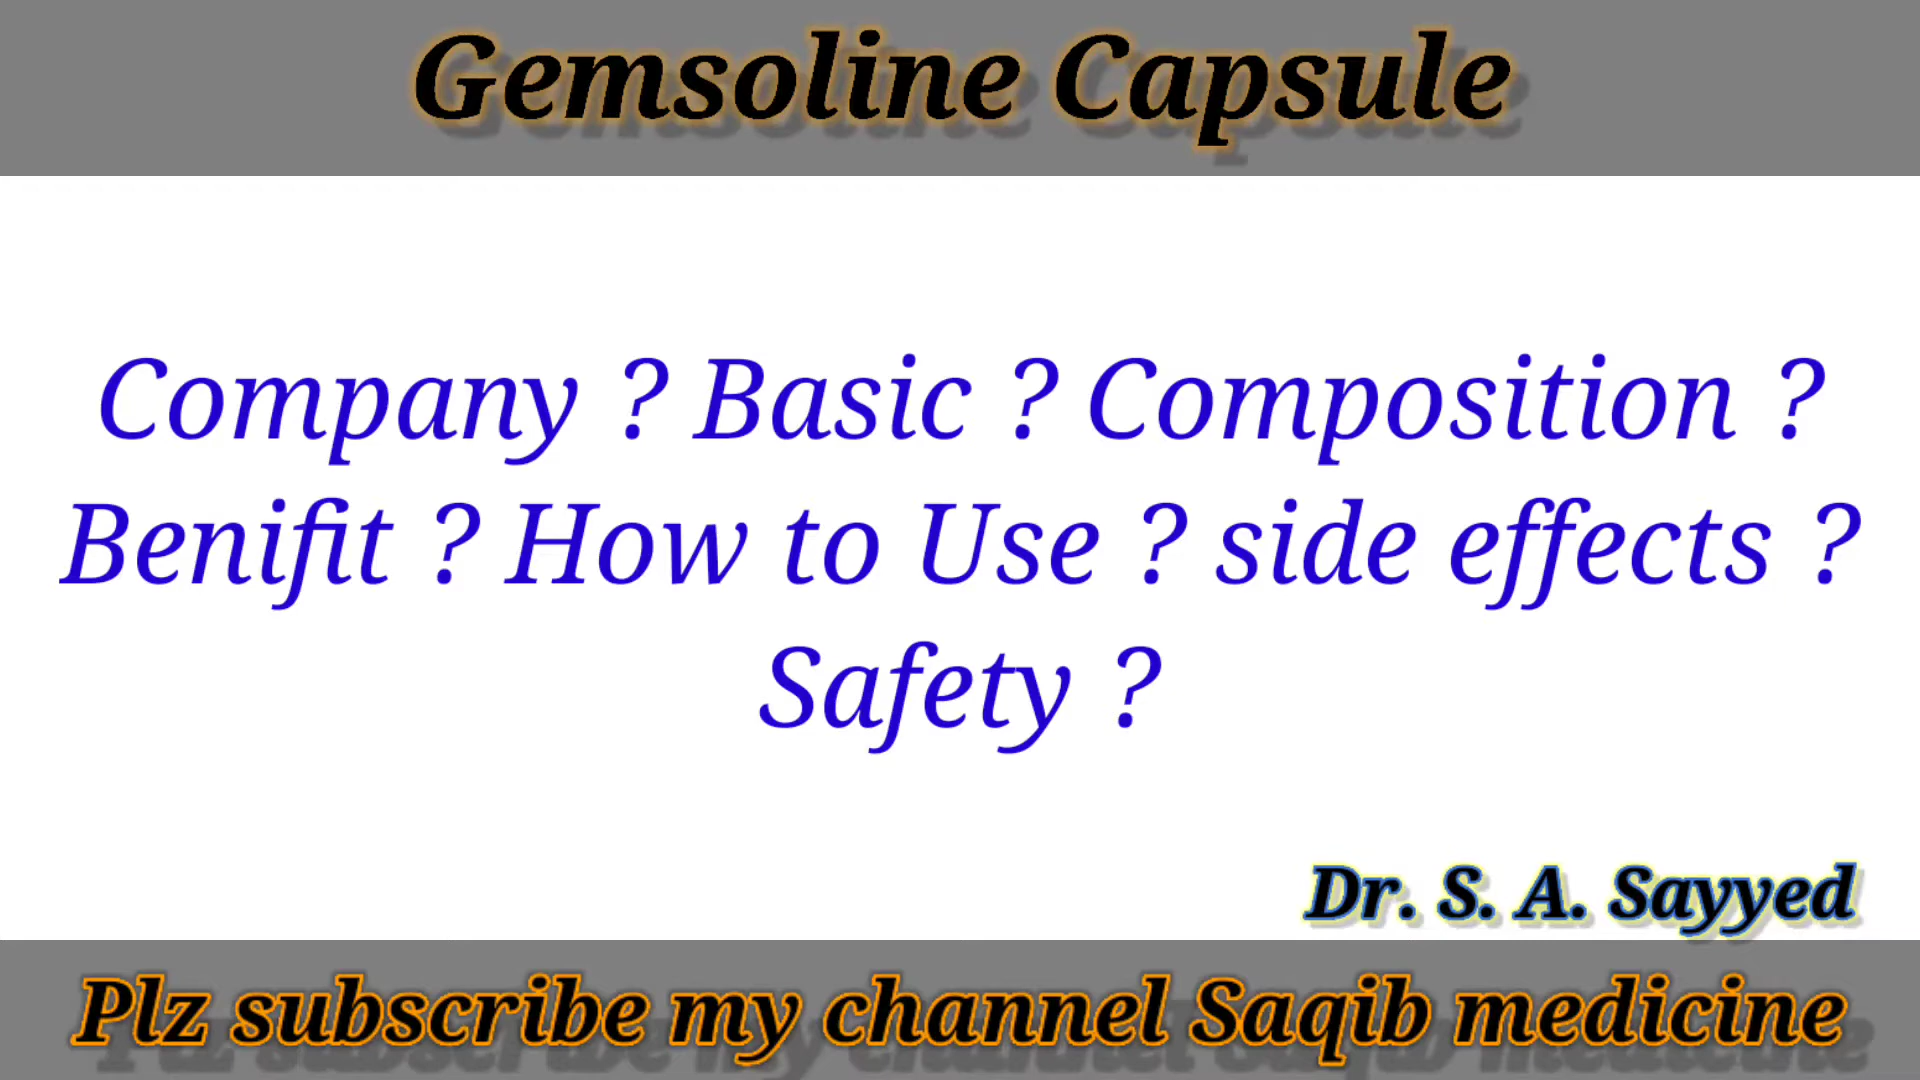 Gemsoline Capsule
Company ? Basic ? Composition ?
Benifit ? How to Use ? side effects ?
Safety ?
Dr. S. A. Sayyed
Plz subscribe my channel Saqib medicine